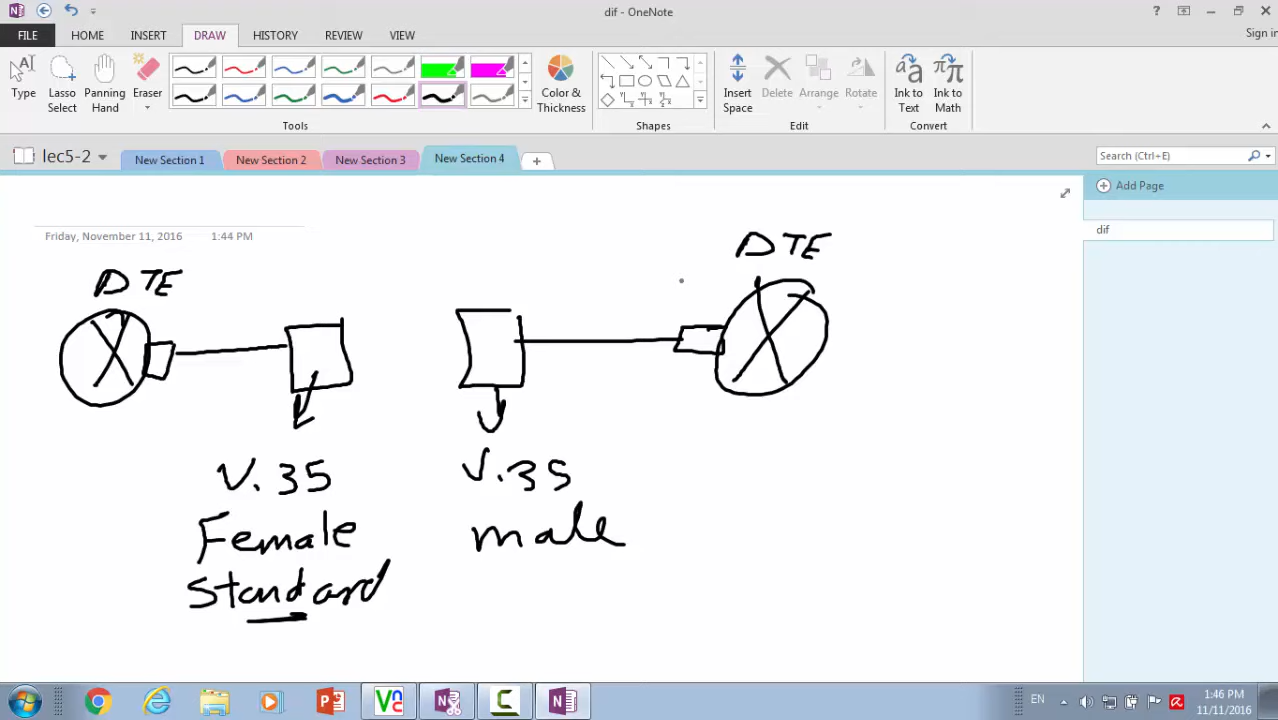 dif - OneNote
Sign in
FILE HOME INSERT DRAW HISTORY REVIEW VIEW
Type
Lasso Select
Panning Hand
Eraser
Color & Thickness
Insert Space
Delete
Arrange
Rotate
Ink to Text
Ink to Math
Tools
Shapes
Edit
Convert
lec5-2
New Section 1
New Section 2
New Section 3
New Section 4
Search (Ctrl+E)
Add Page
dif
Friday, November 11, 2016 1:44 PM
DTE
DTE
V.35
Female
Standard
V.35
male
EN
1:46 PM
11/11/2016